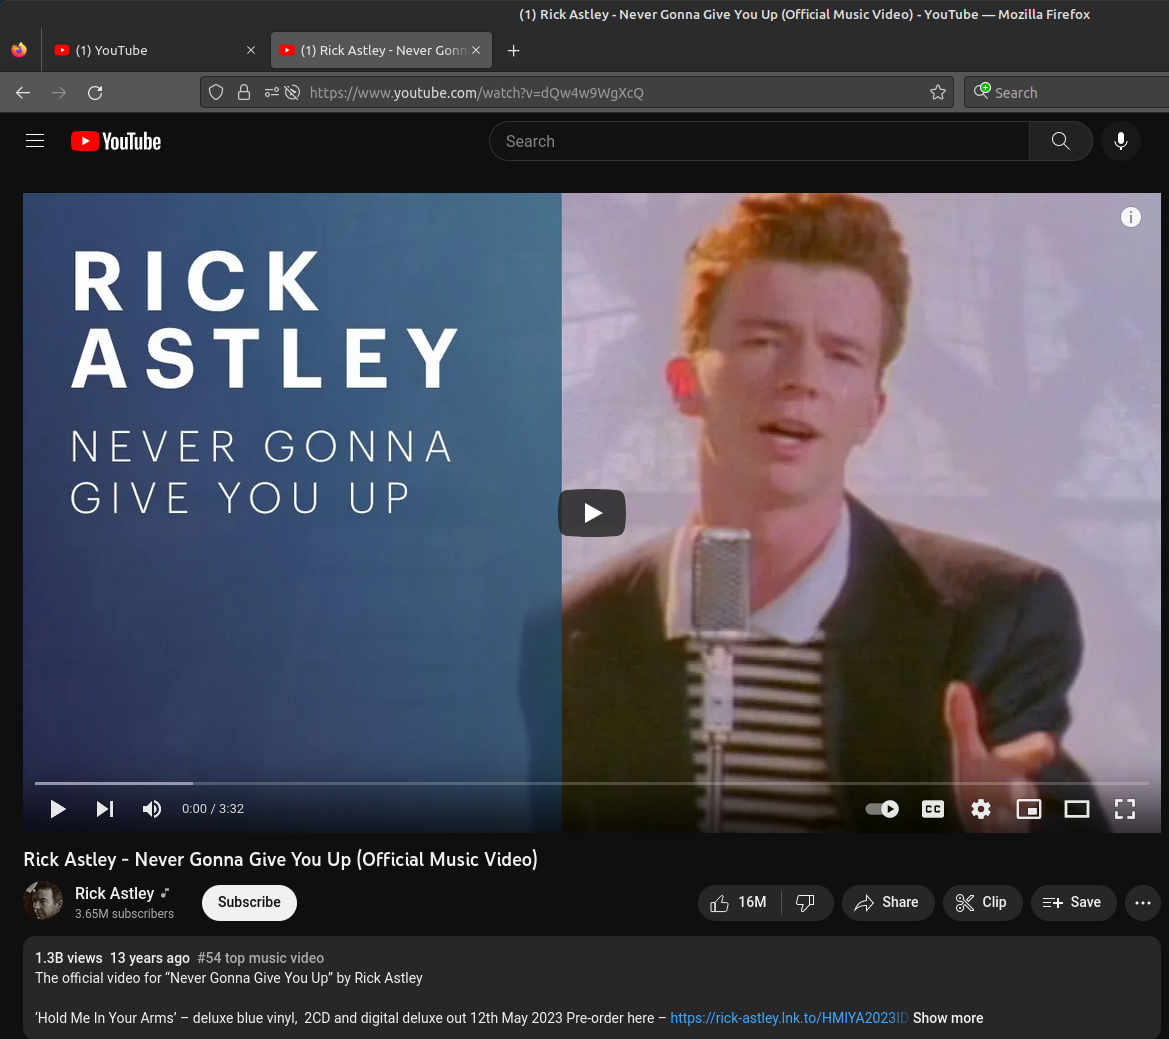 (1) Rick Astley - Never Gonna Give You Up (Official Music Video) - YouTube — Mozilla Firefox
(1) YouTube
(1) Rick Astley - Never Gonn
https://www.youtube.com/watch?v=dQw4w9WgXcQ
Search
YouTube
Search
RICK
ASTLEY
NEVER GONNA
GIVE YOU UP
0:00 / 3:32
CC
Rick Astley - Never Gonna Give You Up (Official Music Video)
Rick Astley
3.65M subscribers
Subscribe
16M
Share
Clip
Save
1.3B views 13 years ago #54 top music video
The official video for “Never Gonna Give You Up” by Rick Astley
‘Hold Me In Your Arms’ – deluxe blue vinyl, 2CD and digital deluxe out 12th May 2023 Pre-order here – https://rick-astley.lnk.to/HMIYA2023ID Show more